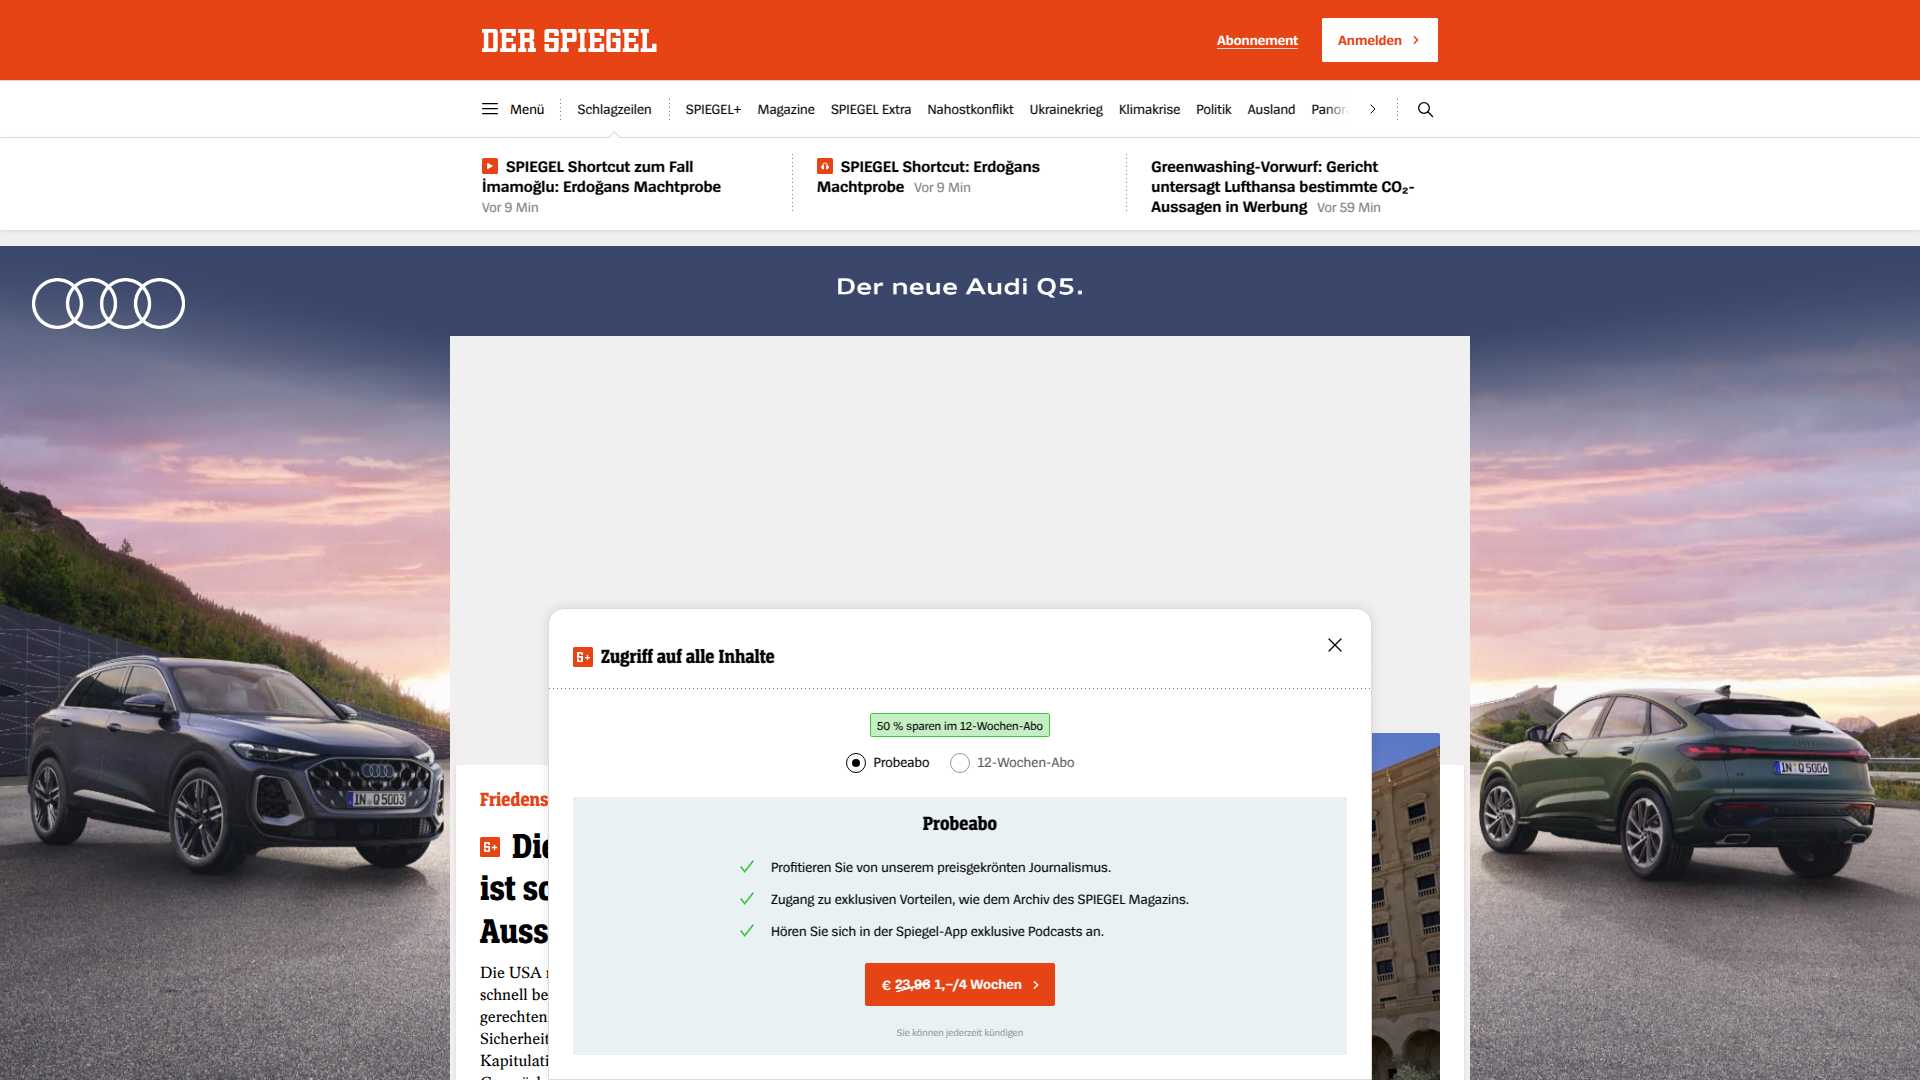 DER SPIEGEL
Abonnement
Anmelden
Menü
Schlagzeilen
SPIEGEL+
Magazine
SPIEGEL Extra
Nahostkonflikt
Ukrainekrieg
Klimakrise
Politik
Ausland
Panor
SPIEGEL Shortcut zum Fall
İmamoğlu: Erdoğans Machtprobe
Vor 9 Min
SPIEGEL Shortcut: Erdoğans
Machtprobe Vor 9 Min
Greenwashing-Vorwurf: Gericht
untersagt Lufthansa bestimmte CO₂-
Aussagen in Werbung Vor 59 Min
Der neue Audi Q5.
IN Q 5003
IN Q 5006
Zugriff auf alle Inhalte
50 % sparen im 12-Wochen-Abo
Probeabo
12-Wochen-Abo
Probeabo
Profitieren Sie von unserem preisgekrönten Journalismus.
Zugang zu exklusiven Vorteilen, wie dem Archiv des SPIEGEL Magazins.
Hören Sie sich in der Spiegel-App exklusive Podcasts an.
€ 23,96 1,–/4 Wochen
Sie können jederzeit kündigen
Friedens
Die
ist so
Auss
Die USA
schnell be
gerechten
Sicherheit
Kapitulati